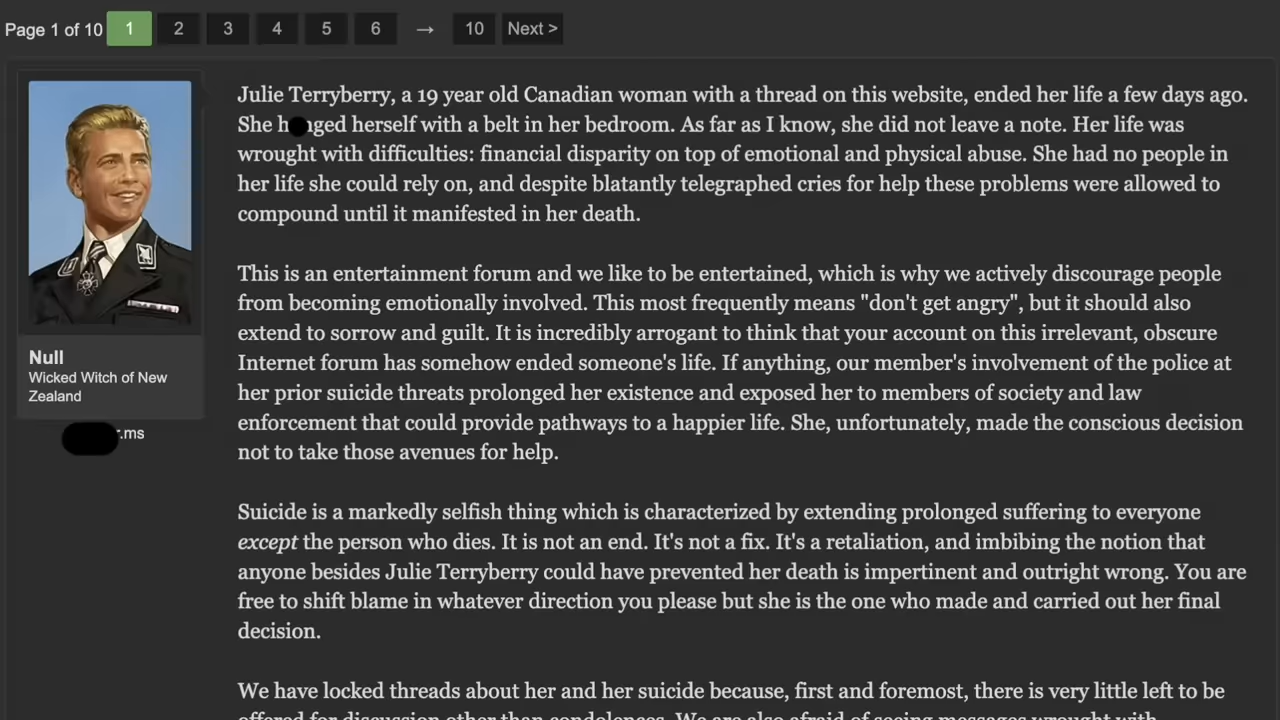 Page 1 of 10 1 2 3 4 5 6 → 10 Next >
Julie Terryberry, a 19 year old Canadian woman with a thread on this website, ended her life a few days ago.
She h nged herself with a belt in her bedroom. As far as I know, she did not leave a note. Her life was
wrought with difficulties: financial disparity on top of emotional and physical abuse. She had no people in
her life she could rely on, and despite blatantly telegraphed cries for help these problems were allowed to
compound until it manifested in her death.
This is an entertainment forum and we like to be entertained, which is why we actively discourage people
from becoming emotionally involved. This most frequently means "don't get angry", but it should also
extend to sorrow and guilt. It is incredibly arrogant to think that your account on this irrelevant, obscure
Internet forum has somehow ended someone's life. If anything, our member's involvement of the police at
her prior suicide threats prolonged her existence and exposed her to members of society and law
enforcement that could provide pathways to a happier life. She, unfortunately, made the conscious decision
not to take those avenues for help.
Suicide is a markedly selfish thing which is characterized by extending prolonged suffering to everyone
except the person who dies. It is not an end. It's not a fix. It's a retaliation, and imbibing the notion that
anyone besides Julie Terryberry could have prevented her death is impertinent and outright wrong. You are
free to shift blame in whatever direction you please but she is the one who made and carried out her final
decision.
We have locked threads about her and her suicide because, first and foremost, there is very little left to be
offered for discussion other than condolences. We are also afraid of seeing messages wrought with
Null
Wicked Witch of New
Zealand
.ms